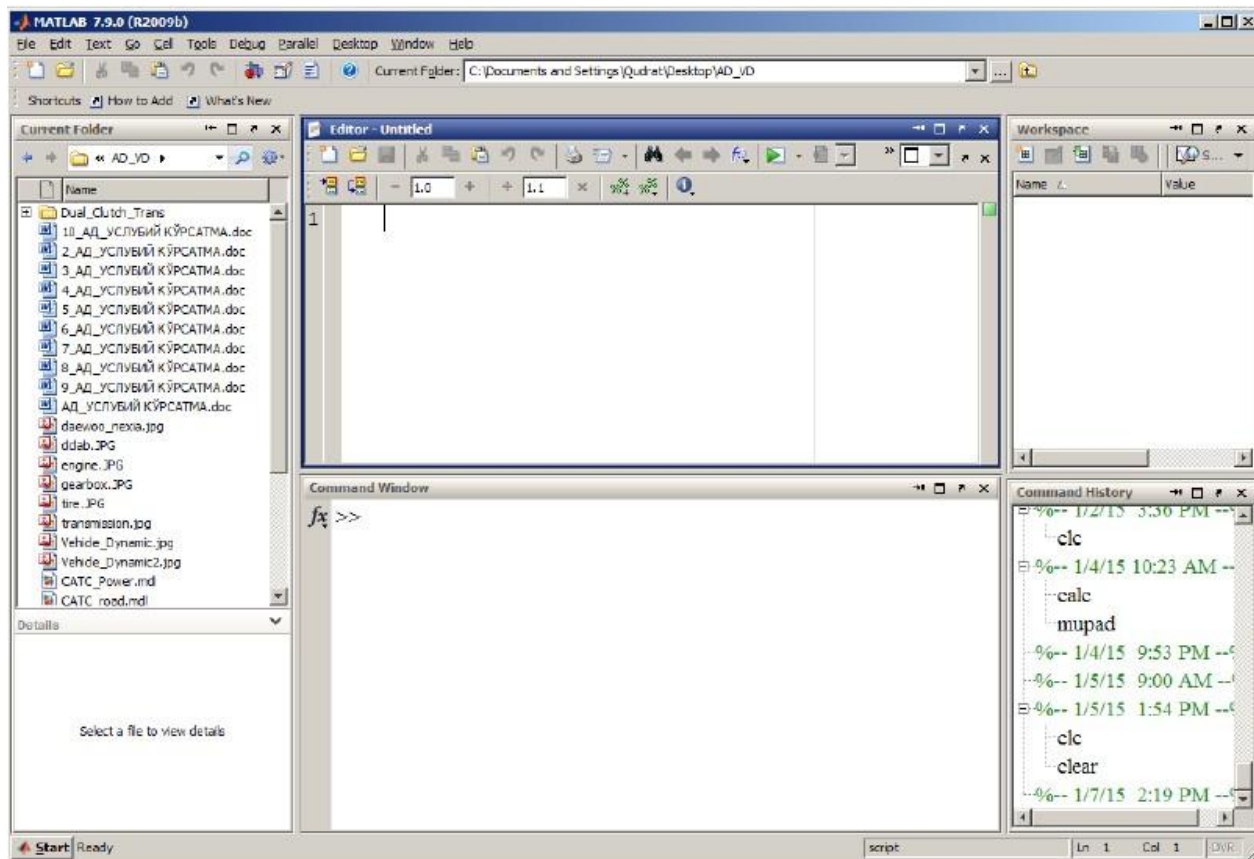 MATLAB 7.9.0 (R2009b)
File Edit Text Go Cell Tools Debug Parallel Desktop Window Help
Current Folder: C:\Documents and Settings\Qudrat\Desktop\AD_VD
Shortcuts How to Add What's New
Current Folder
« AD_VD
Name
Dual_Clutch_Trans
10_АД_УСЛУБИЙ КЎРСАТМА.doc
2_АД_УСЛУБИЙ КЎРСАТМА.doc
3_АД_УСЛУБИЙ КЎРСАТМА.doc
4_АД_УСЛУБИЙ КЎРСАТМА.doc
5_АД_УСЛУБИЙ КЎРСАТМА.doc
6_АД_УСЛУБИЙ КЎРСАТМА.doc
7_АД_УСЛУБИЙ КЎРСАТМА.doc
8_АД_УСЛУБИЙ КЎРСАТМА.doc
9_АД_УСЛУБИЙ КЎРСАТМА.doc
АД_УСЛУБИЙ КЎРСАТМА.doc
daewoo_nexia.jpg
ddab.JPG
engine.JPG
gearbox.JPG
tire.JPG
transmission.jpg
Vehicle_Dynamic.jpg
Vehicle_Dynamic2.jpg
CATC_Power.mdl
CATC_road.mdl
Details
Select a file to view details
Editor - Untitled
- 1.0 + ÷ 1.1 ×
1
Command Window
fx >>
Workspace
S...
Name Value
Command History
%-- 1/2/15 3:36 PM --
clc
%-- 1/4/15 10:23 AM --
calc
mupad
%-- 1/4/15 9:53 PM --
%-- 1/5/15 9:00 AM --
%-- 1/5/15 1:54 PM --
clc
clear
%-- 1/7/15 2:19 PM --
Start Ready
script
Ln 1 Col 1 OVR